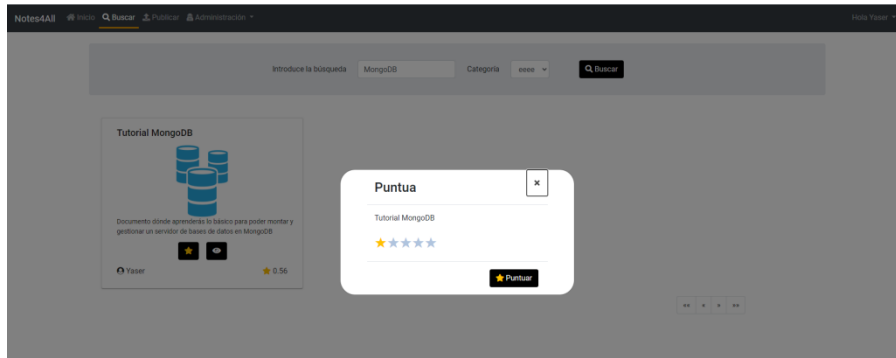 Notes4All Inicio Buscar Publicar Administración Hola Yaser
Introduce la búsqueda MongoDB Categoría eeee Buscar
Tutorial MongoDB
Documento dónde aprenderás lo básico para poder montar y
gestionar un servidor de bases de datos en MongoDB
Yaser 0.56
Puntua ×
Tutorial MongoDB
Puntuar
«« « » »»